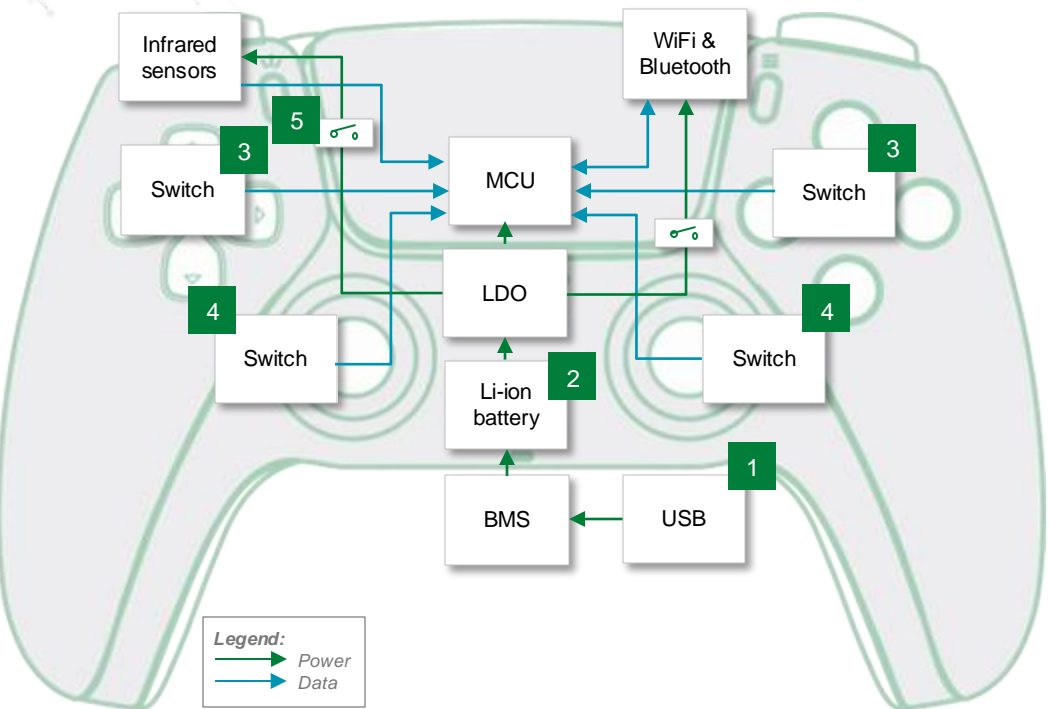 Infrared
sensors
WiFi &
Bluetooth
5
3
Switch
MCU
3
Switch
LDO
4
Switch
4
Switch
2
Li-ion
battery
1
BMS
USB
Legend:
Power
Data